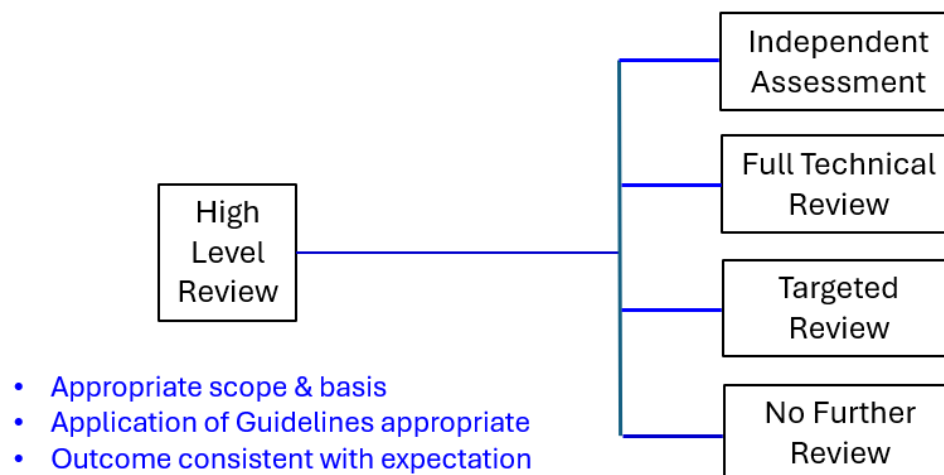 Independent
Assessment
Full Technical
Review
High
Level
Review
Targeted
Review
• Appropriate scope & basis
• Application of Guidelines appropriate
• Outcome consistent with expectation
No Further
Review